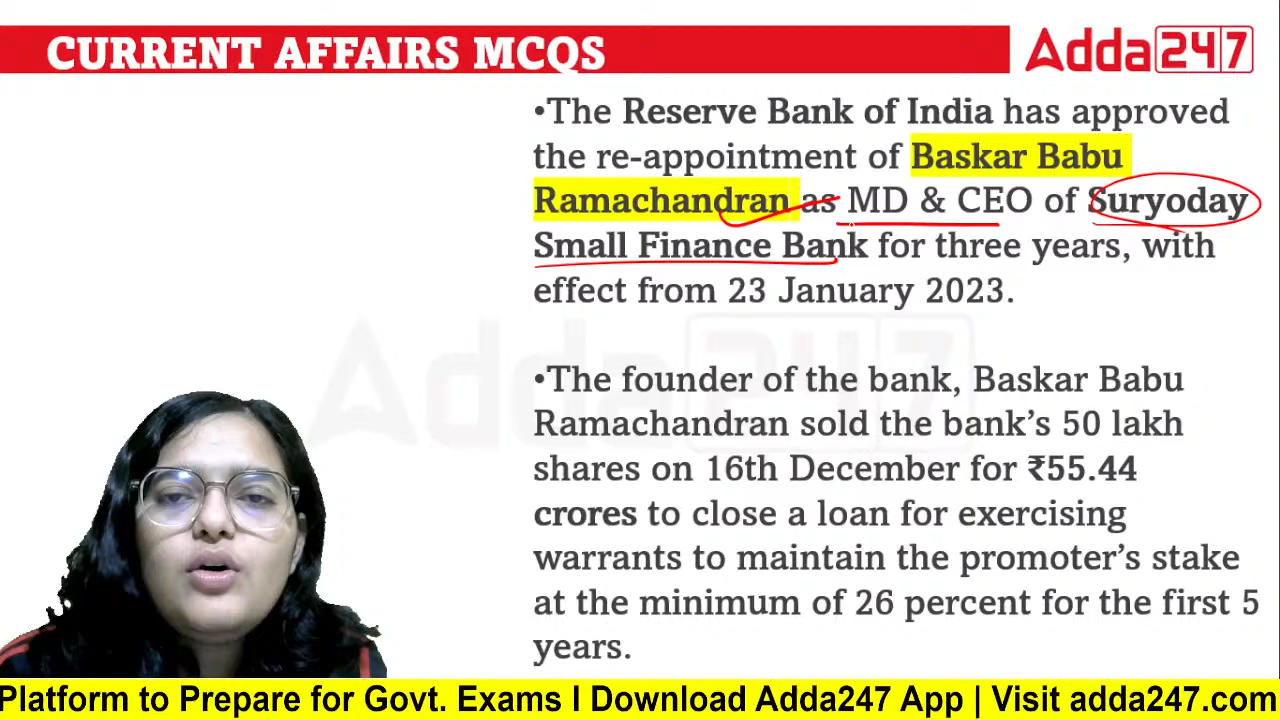 CURRENT AFFAIRS MCQS
Adda247
•The Reserve Bank of India has approved
the re-appointment of Baskar Babu
Ramachandran as MD & CEO of Suryoday
Small Finance Bank for three years, with
effect from 23 January 2023.
Adda247
•The founder of the bank, Baskar Babu
Ramachandran sold the bank’s 50 lakh
shares on 16th December for ₹55.44
crores to close a loan for exercising
warrants to maintain the promoter’s stake
at the minimum of 26 percent for the first 5
years.
Platform to Prepare for Govt. Exams I Download Adda247 App | Visit adda247.com